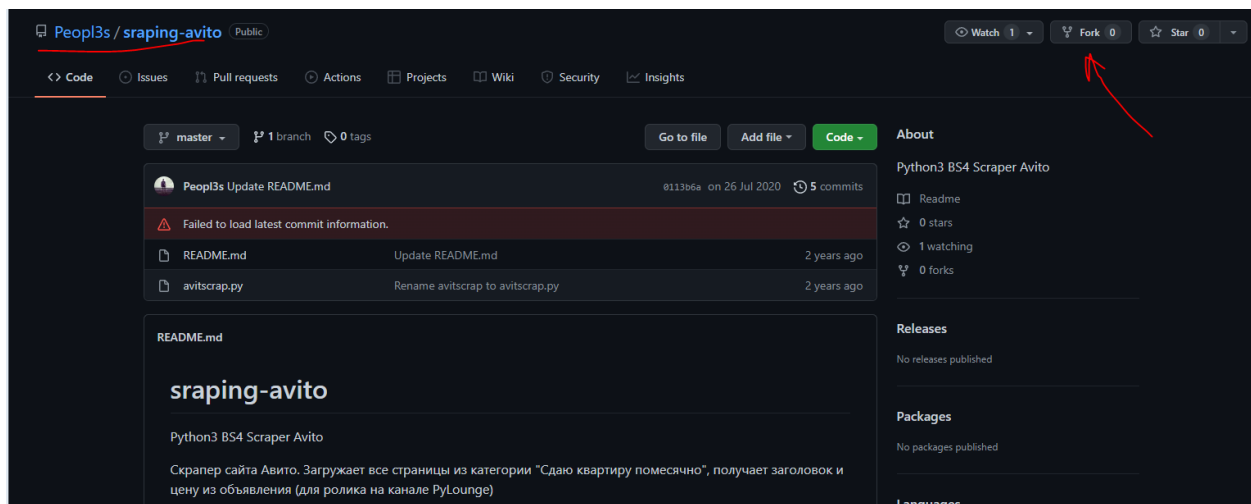 Peopl3s / sraping-avito Public
Watch 1
Fork 0
Star 0
<> Code
Issues
Pull requests
Actions
Projects
Wiki
Security
Insights
master
1 branch
0 tags
Go to file
Add file
Code
About
Python3 BS4 Scraper Avito
Peopl3s Update README.md
0113b6a on 26 Jul 2020
5 commits
Readme
Failed to load latest commit information.
0 stars
1 watching
README.md Update README.md 2 years ago
0 forks
avitscrap.py Rename avitscrap to avitscrap.py 2 years ago
README.md
Releases
No releases published
sraping-avito
Packages
Python3 BS4 Scraper Avito
No packages published
Скрапер сайта Авито. Загружает все страницы из категории "Сдаю квартиру помесячно", получает заголовок и
цену из объявления (для ролика на канале PyLounge)
Languages